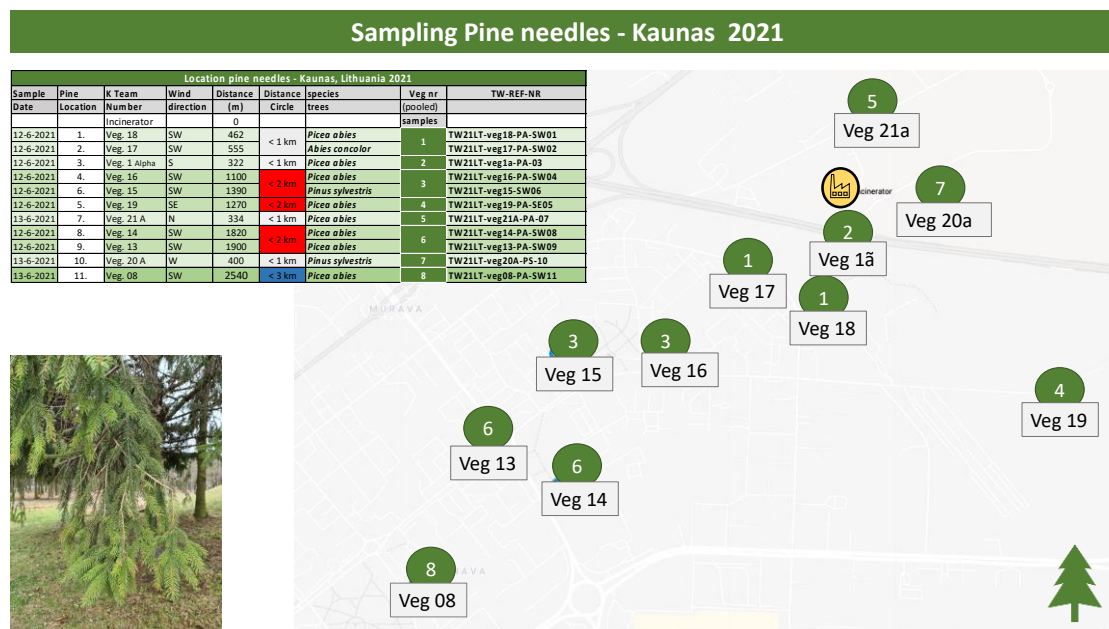 Sampling Pine needles - Kaunas 2021
Location pine needles - Kaunas, Lithuania 2021
Sample Pine K Team Wind Distance Distance species Veg nr TW-REF-NR
Date Location Number direction (m) Circle trees (pooled)
Incinerator 0 samples
12-6-2021 1. Veg. 18 SW 462 < 1 km Picea abies 1 TW21LT-veg18-PA-SW01
12-6-2021 2. Veg. 17 SW 555 Abies concolor TW21LT-veg17-PA-SW02
12-6-2021 3. Veg. 1 Alpha S 322 < 1 km Picea abies 2 TW21LT-veg1a-PA-03
12-6-2021 4. Veg. 16 SW 1100 < 2 km Picea abies 3 TW21LT-veg16-PA-SW04
12-6-2021 6. Veg. 15 SW 1390 Pinus sylvestris TW21LT-veg15-SW06
12-6-2021 5. Veg. 19 SE 1270 < 2 km Picea abies 4 TW21LT-veg19-PA-SE05
13-6-2021 7. Veg. 21 A N 334 < 1 km Picea abies 5 TW21LT-veg21A-PA-07
12-6-2021 8. Veg. 14 SW 1820 < 2 km Picea abies 6 TW21LT-veg14-PA-SW08
12-6-2021 9. Veg. 13 SW 1900 Picea abies TW21LT-veg13-PA-SW09
13-6-2021 10. Veg. 20 A W 400 < 1 km Pinus sylvestris 7 TW21LT-veg20A-PS-10
13-6-2021 11. Veg. 08 SW 2540 < 3 km Picea abies 8 TW21LT-veg08-PA-SW11
5
Veg 21a
cinerator
7
Veg 20a
2
Veg 1ã
1
Veg 17
1
Veg 18
MURAVA
3
Veg 15
3
Veg 16
4
Veg 19
6
Veg 13
6
Veg 14
8
AVA
Veg 08